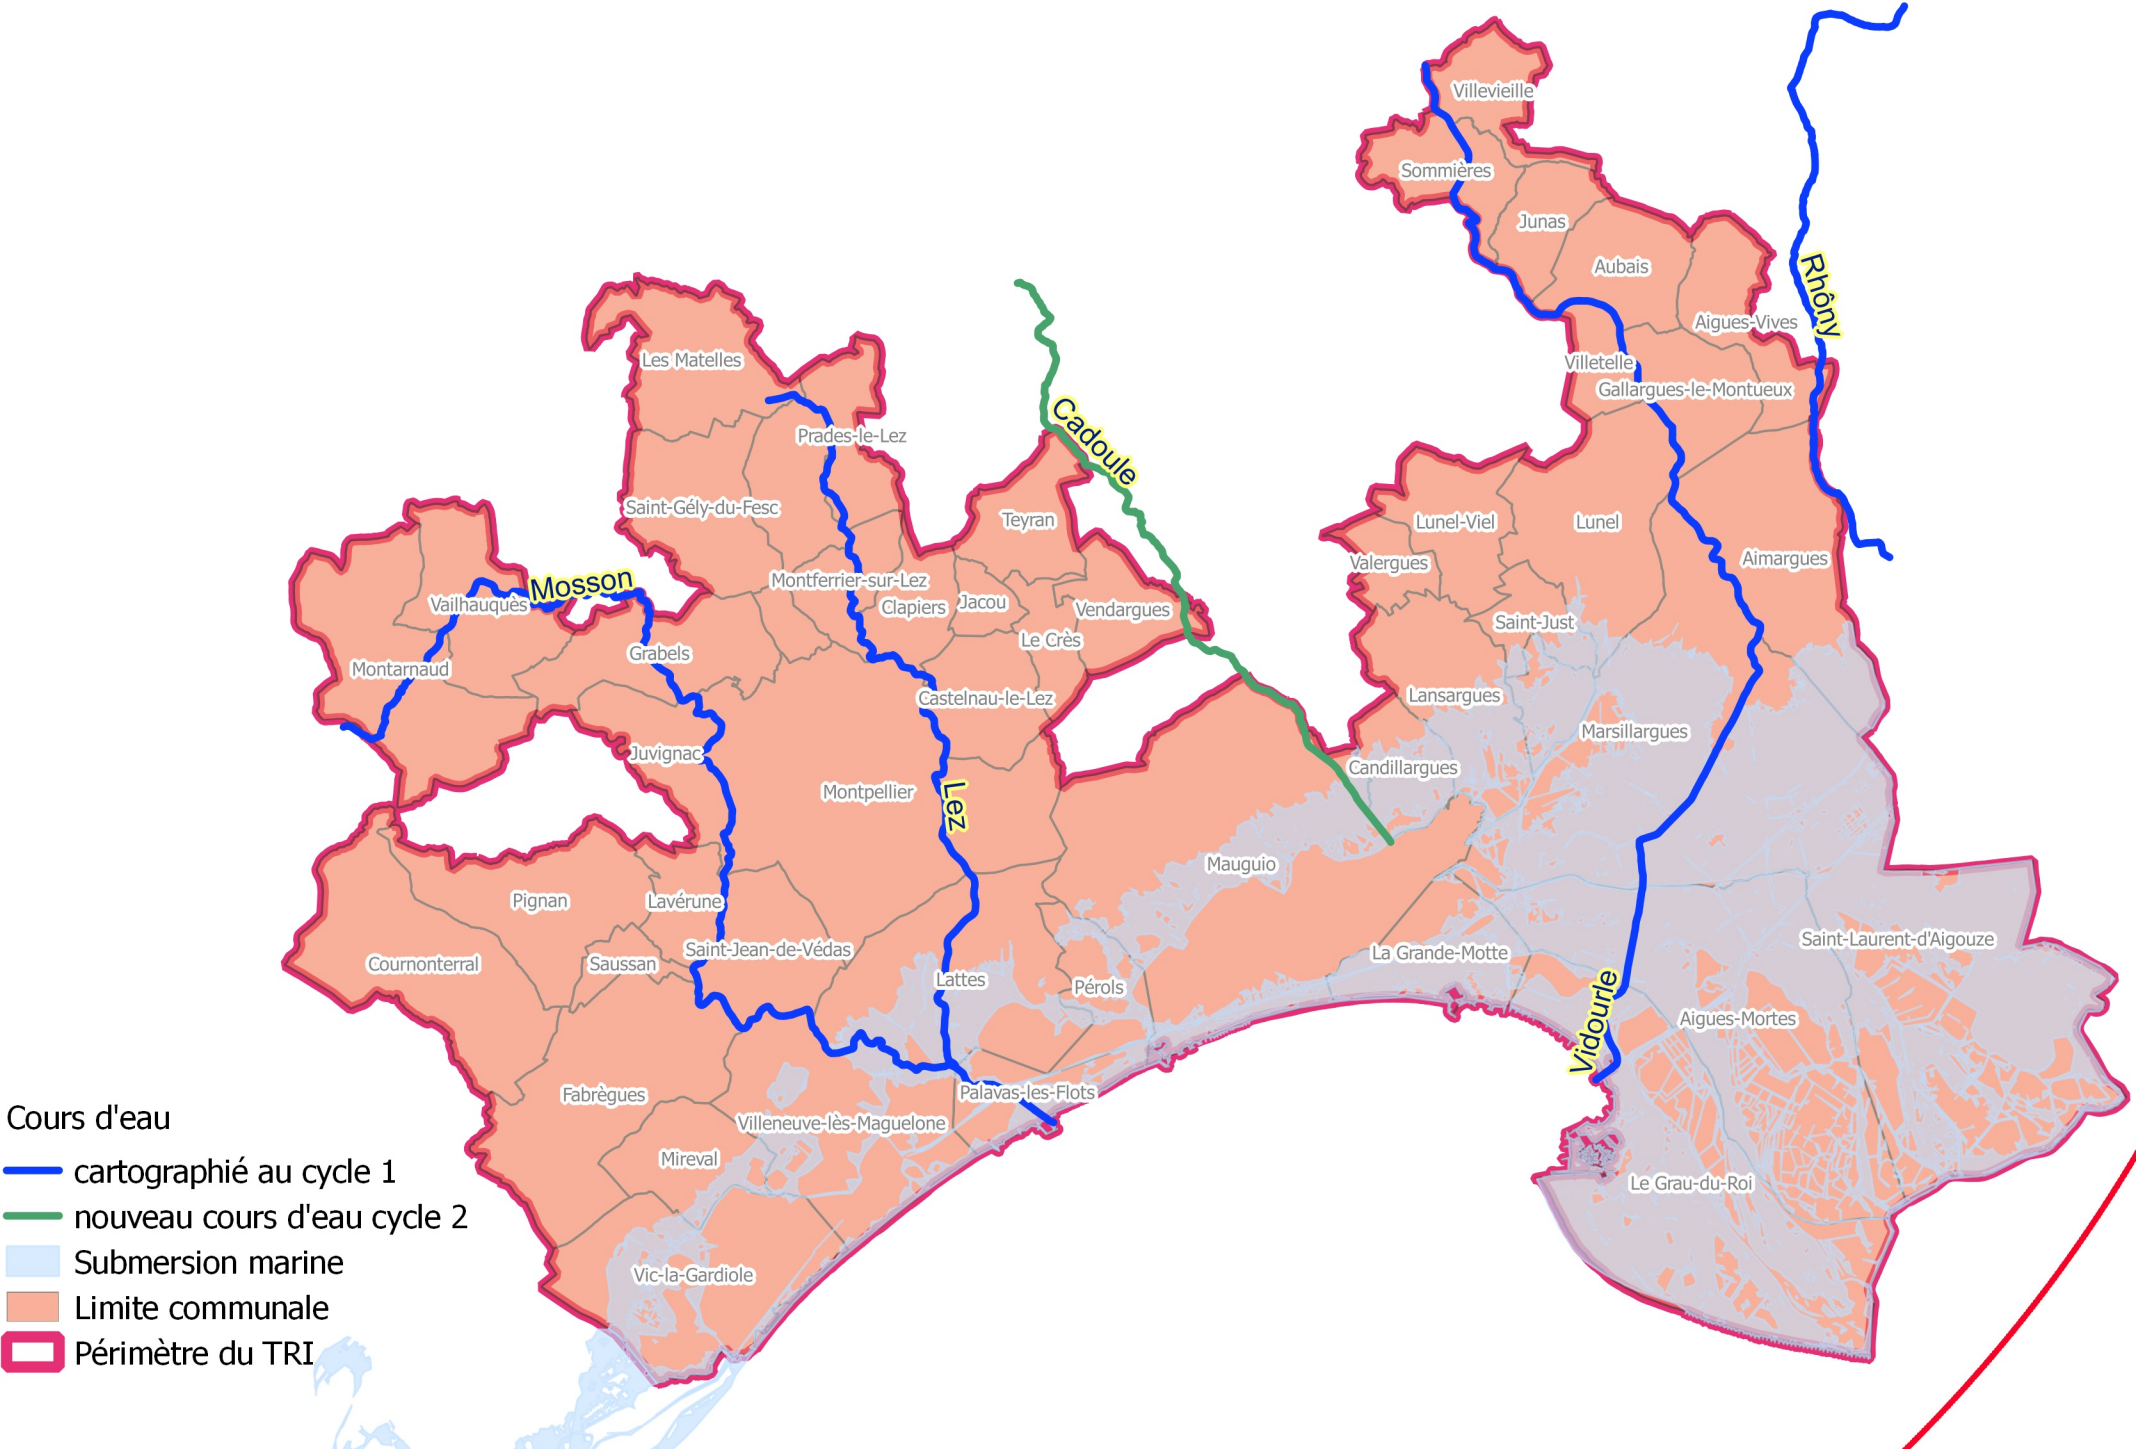 Villevieille
Sommières
Junas
Aubais
Rhôny
Aigues-Vives
Les Matelles
Villetelle
Gallargues-le-Montueux
Cadoule
Prades-le-Lez
Saint-Gély-du-Fesc
Teyran
Lunel-Viel
Lunel
Valergues
Aimargues
Mosson
Montferrier-sur-Lez
Vailhauquès
Clapiers
Jacou
Vendargues
Saint-Just
Le Crès
Grabels
Montarnaud
Castelnau-le-Lez
Lansargues
Marsillargues
Juvignac
Candillargues
Montpellier
Lez
Mauguio
Pignan
Lavérune
Saint-Laurent-d'Aigouze
Saint-Jean-de-Védas
La Grande-Motte
Cournonterral
Saussan
Lattes
Pérols
Vidourle
Aigues-Mortes
Fabrègues
Palavas-les-Flots
Villeneuve-lès-Maguelone
Mireval
Le Grau-du-Roi
Vic-la-Gardiole
Cours d'eau
cartographié au cycle 1
nouveau cours d'eau cycle 2
Submersion marine
Limite communale
Périmètre du TRI